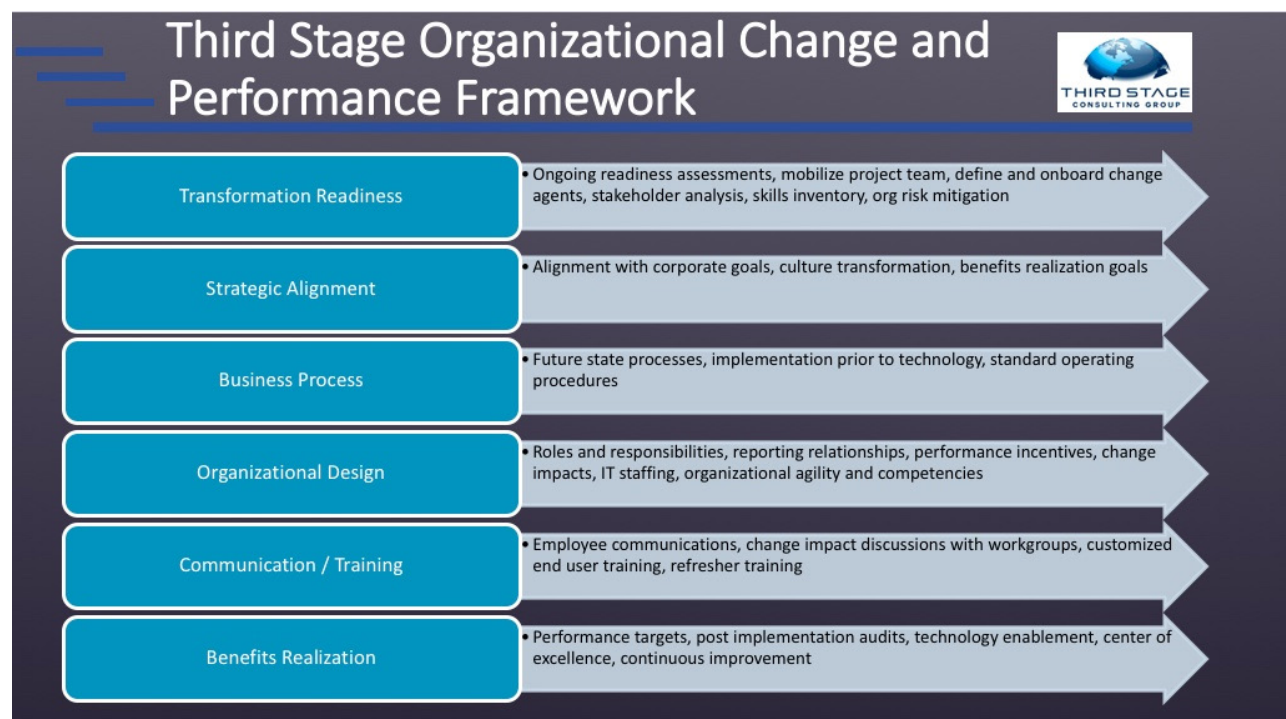 Third Stage Organizational Change and
Performance Framework
THIRD STAGE
CONSULTING GROUP
Transformation Readiness
• Ongoing readiness assessments, mobilize project team, define and onboard change
agents, stakeholder analysis, skills inventory, org risk mitigation
Strategic Alignment
• Alignment with corporate goals, culture transformation, benefits realization goals
Business Process
• Future state processes, implementation prior to technology, standard operating
procedures
Organizational Design
• Roles and responsibilities, reporting relationships, performance incentives, change
impacts, IT staffing, organizational agility and competencies
Communication / Training
• Employee communications, change impact discussions with workgroups, customized
end user training, refresher training
Benefits Realization
• Performance targets, post implementation audits, technology enablement, center of
excellence, continuous improvement